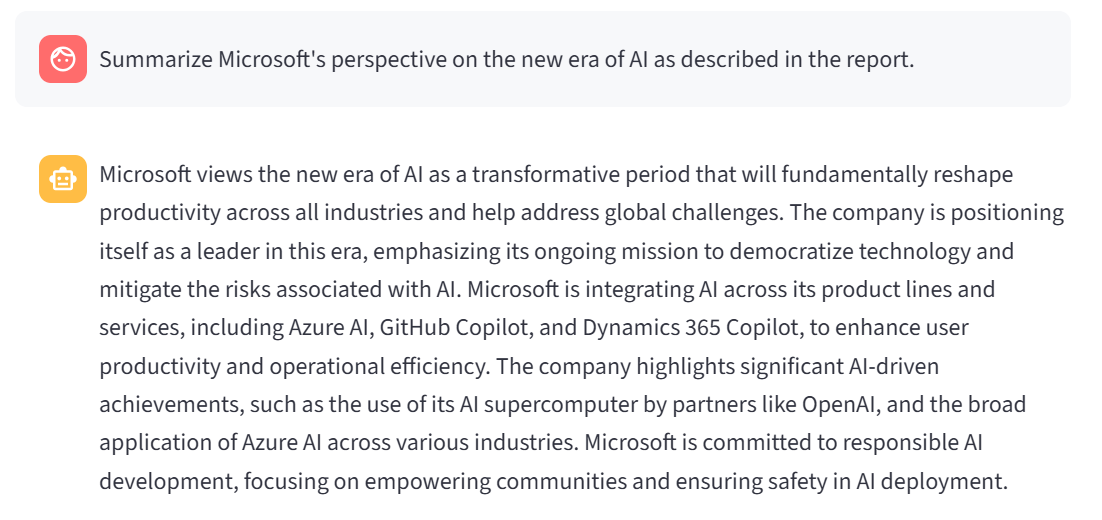 Summarize Microsoft's perspective on the new era of AI as described in the report.
Microsoft views the new era of AI as a transformative period that will fundamentally reshape
productivity across all industries and help address global challenges. The company is positioning
itself as a leader in this era, emphasizing its ongoing mission to democratize technology and
mitigate the risks associated with AI. Microsoft is integrating AI across its product lines and
services, including Azure AI, GitHub Copilot, and Dynamics 365 Copilot, to enhance user
productivity and operational efficiency. The company highlights significant AI-driven
achievements, such as the use of its AI supercomputer by partners like OpenAI, and the broad
application of Azure AI across various industries. Microsoft is committed to responsible AI
development, focusing on empowering communities and ensuring safety in AI deployment.